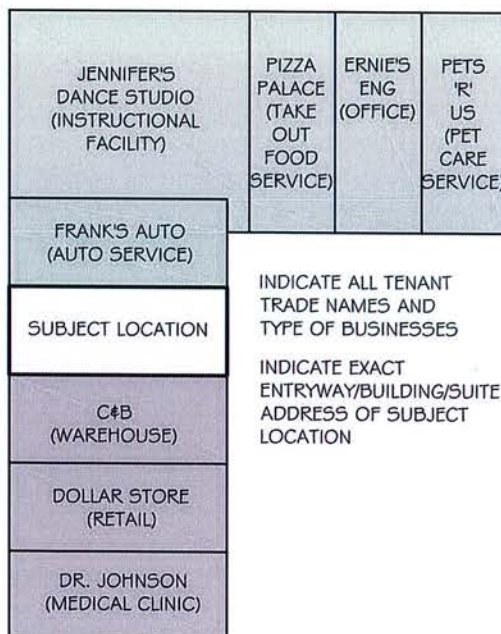 JENNIFER'S
DANCE STUDIO
(INSTRUCTIONAL
FACILITY)
PIZZA
PALACE
(TAKE
OUT
FOOD
SERVICE)
ERNIE'S
ENG
(OFFICE)
PETS
'R'
US
(PET
CARE
SERVICE)
FRANK'S AUTO
(AUTO SERVICE)
SUBJECT LOCATION
C&B
(WAREHOUSE)
DOLLAR STORE
(RETAIL)
DR. JOHNSON
(MEDICAL CLINIC)
INDICATE ALL TENANT
TRADE NAMES AND
TYPE OF BUSINESSES
INDICATE EXACT
ENTRYWAY/BUILDING/SUITE
ADDRESS OF SUBJECT
LOCATION